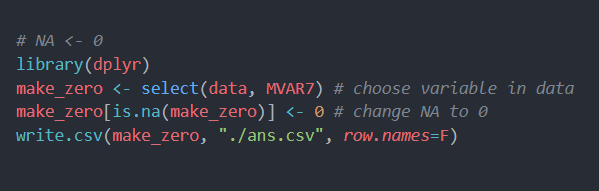 # NA <- 0
library(dplyr)
make_zero <- select(data, MVAR7) # choose variable in data
make_zero[is.na(make_zero)] <- 0 # change NA to 0
write.csv(make_zero, "./ans.csv", row.names=F)